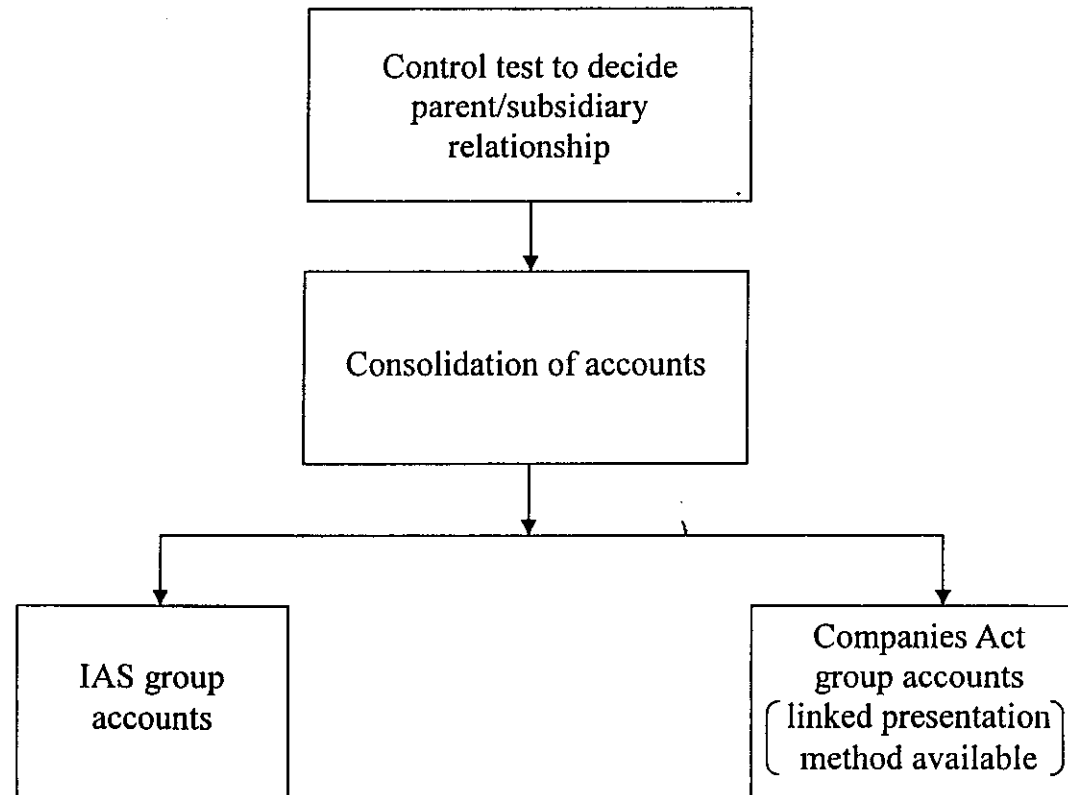 Control test to decide
parent/subsidiary
relationship
Consolidation of accounts
IAS group
accounts
Companies Act
group accounts
(linked presentation
method available)